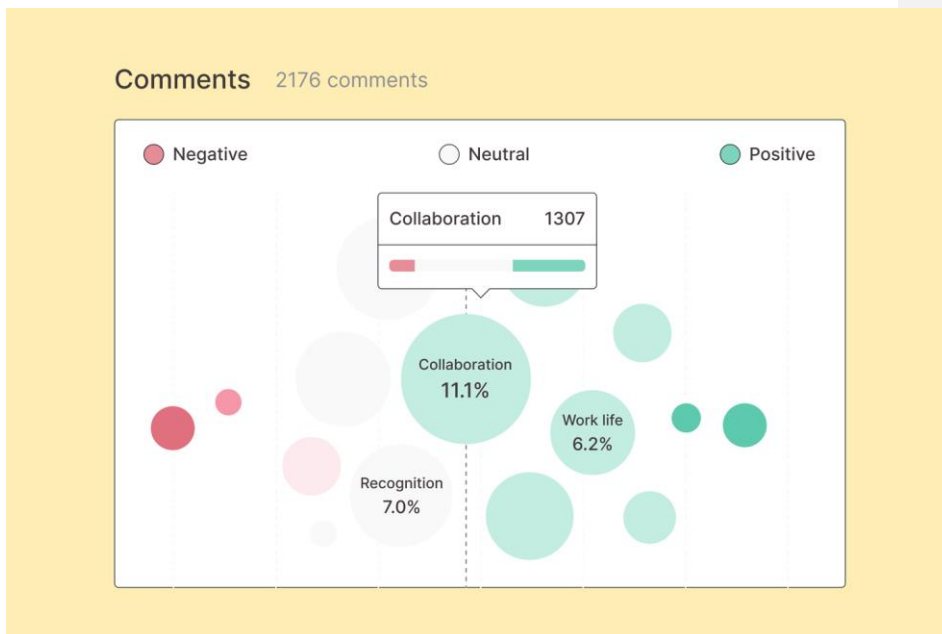 Comments 2176 comments
Negative Neutral Positive
Collaboration 1307
Collaboration
11.1%
Work life
6.2%
Recognition
7.0%